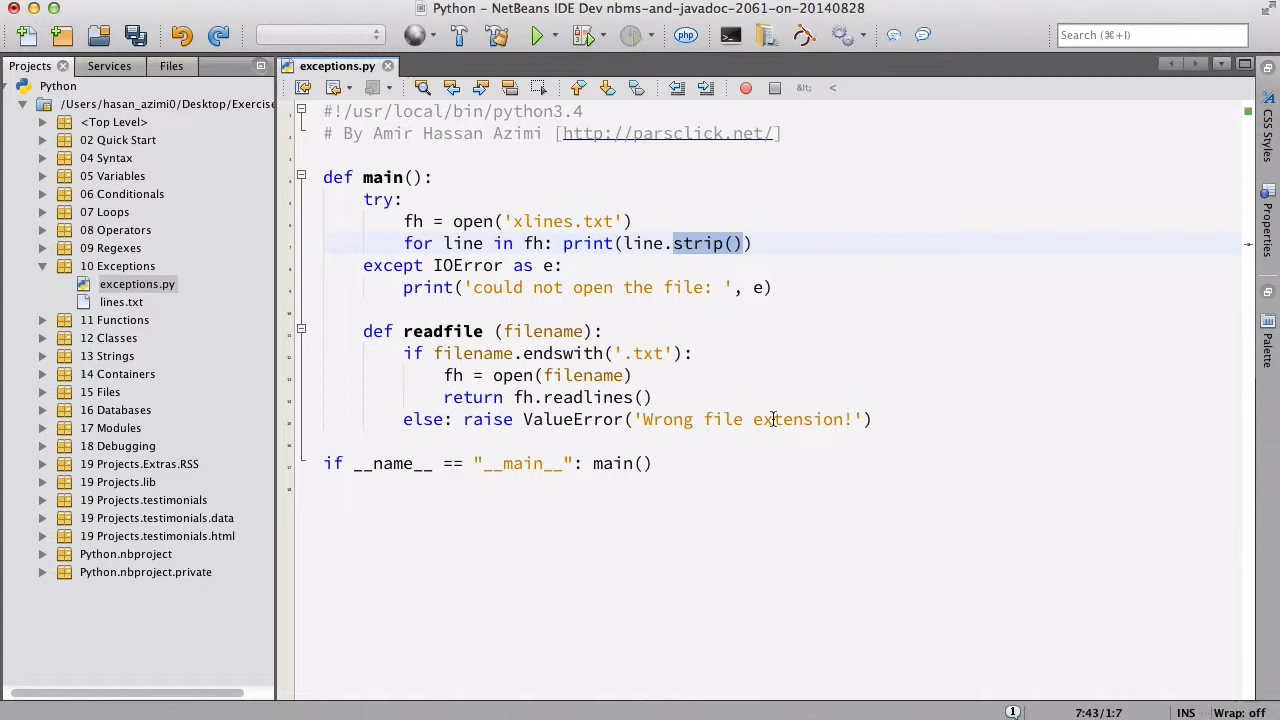 Python - NetBeans IDE Dev nbms-and-javadoc-2061-on-20140828
php
Search (⌘+I)
Projects
Services
Files
exceptions.py
Python
/Users/hasan_azimi0/Desktop/Exercise
<Top Level>
02 Quick Start
04 Syntax
05 Variables
06 Conditionals
07 Loops
08 Operators
09 Regexes
10 Exceptions
exceptions.py
lines.txt
11 Functions
12 Classes
13 Strings
14 Containers
15 Files
16 Databases
17 Modules
18 Debugging
19 Projects.Extras.RSS
19 Projects.lib
19 Projects.testimonials
19 Projects.testimonials.data
19 Projects.testimonials.html
Python.nbproject
Python.nbproject.private
&lt; <
#!/usr/local/bin/python3.4
# By Amir Hassan Azimi [http://parsclick.net/]
def main():
try:
fh = open('xlines.txt')
for line in fh: print(line.strip())
except IOError as e:
print('could not open the file: ', e)
def readfile (filename):
if filename.endswith('.txt'):
fh = open(filename)
return fh.readlines()
else: raise ValueError('Wrong file extension!')
if __name__ == "__main__": main()
CSS Styles
Properties
Palette
1
7:43/1:7
INS
Wrap: off